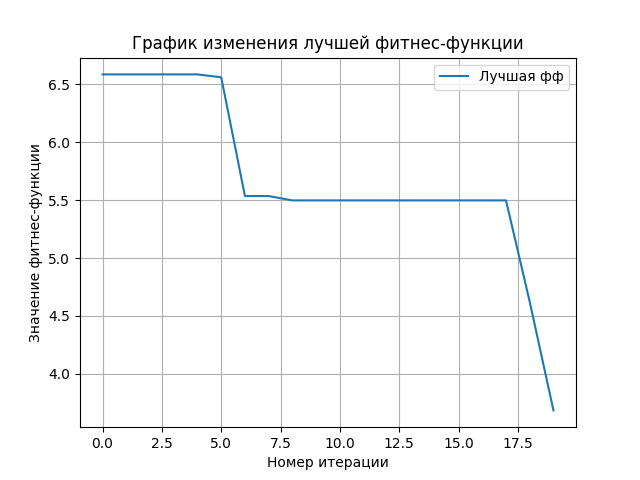 График изменения лучшей фитнес-функции
Лучшая фф
Значение фитнес-функции
6.5
6.0
5.5
5.0
4.5
4.0
0.0 2.5 5.0 7.5 10.0 12.5 15.0 17.5
Номер итерации